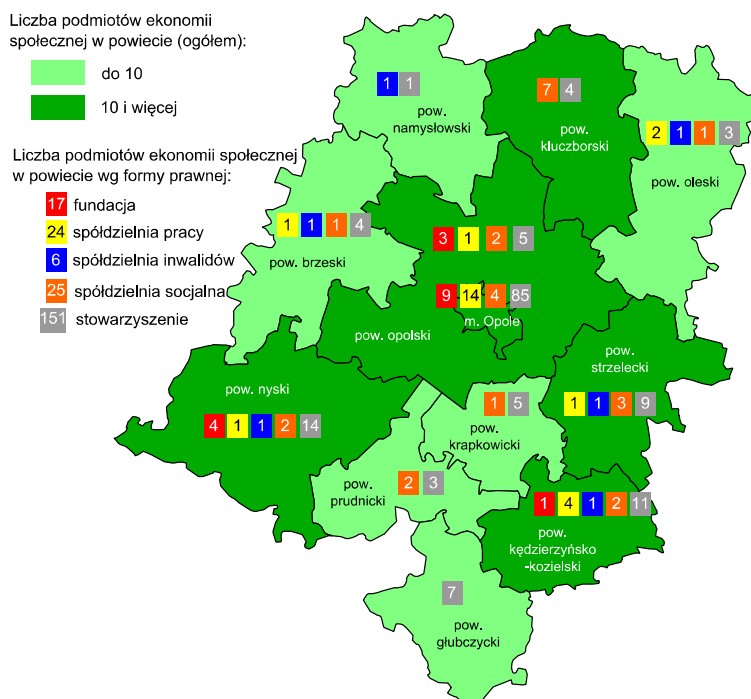 Liczba podmiotów ekonomii
społecznej w powiecie (ogółem):
do 10
10 i więcej
Liczba podmiotów ekonomii społecznej
w powiecie wg formy prawnej:
17 fundacja
24 spółdzielnia pracy
6 spółdzielnia inwalidów
25 spółdzielnia socjalna
151 stowarzyszenie
1 1
pow.
namysłowski
7 4
pow.
kluczborski
2 1 1 3
pow. oleski
1 1 1 4
pow. brzeski
3 1 2 5
9 14 4 85
m. Opole
pow. opolski
pow.
strzelecki
1 1 3 9
pow. nyski
4 1 1 2 14
1 5
pow.
krapkowicki
2 3
pow.
prudnicki
1 4 1 2 11
pow.
kędzierzyńsko
-kozielski
7
pow.
głubczycki